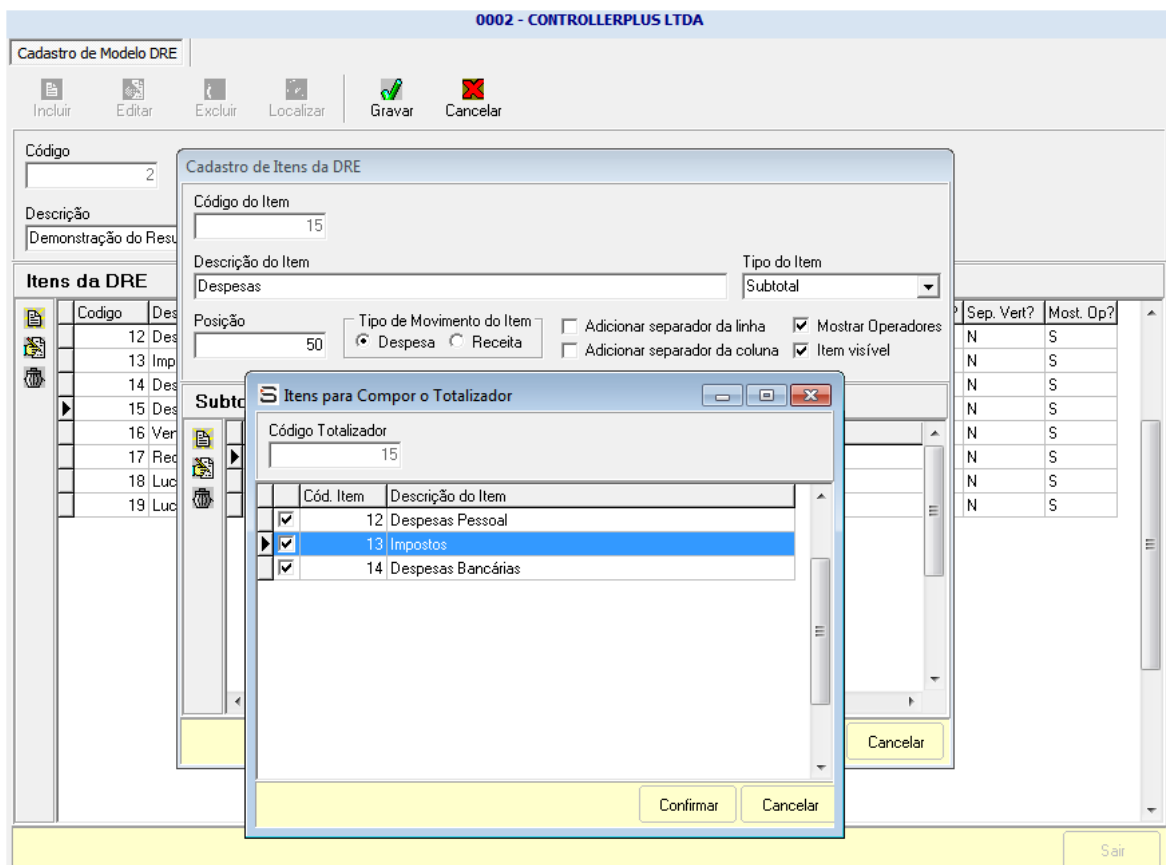 0002 - CONTROLLERPLUS LTDA
Cadastro de Modelo DRE
Incluir Editar Excluir Localizar Gravar Cancelar
Código
2
Descrição
Demonstração do Resu
Itens da DRE
Codigo Des ? Sep. Vert? Most. Op?
12 Des N S
13 Imp N S
14 Des N S
15 Des N S
16 Ver N S
17 Rec N S
18 Luc N S
19 Luc N S
Cadastro de Itens da DRE
Código do Item
15
Descrição do Item Tipo do Item
Despesas Subtotal
Posição Tipo de Movimento do Item Adicionar separador da linha Mostrar Operadores
50 Despesa Receita Adicionar separador da coluna Item visível
Subto
Cancelar
Itens para Compor o Totalizador
Código Totalizador
15
Cód. Item Descrição do Item
12 Despesas Pessoal
13 Impostos
14 Despesas Bancárias
Confirmar Cancelar
Sair